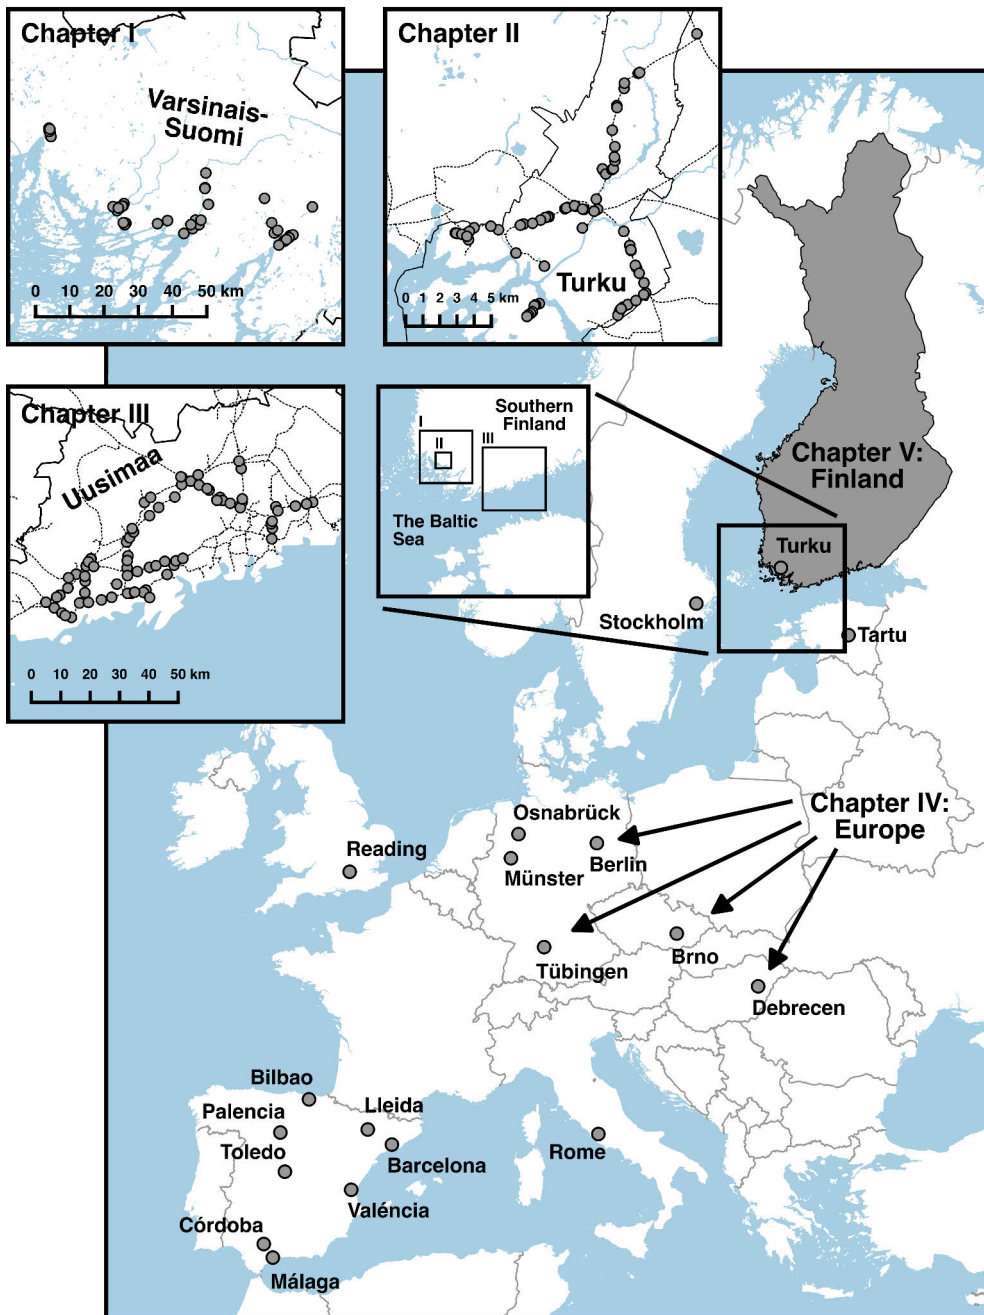 Chapter I
Varsinais-
Suomi
0 10 20 30 40 50 km
Chapter II
Turku
0 1 2 3 4 5 km
Chapter III
Uusimaa
0 10 20 30 40 50 km
Southern
Finland
I
II
III
The Baltic
Sea
Chapter V:
Finland
Turku
Stockholm
Tartu
Chapter IV:
Europe
Osnabrück
Reading
Berlin
Münster
Tübingen
Brno
Debrecen
Bilbao
Palencia
Lleida
Toledo
Barcelona
Rome
Valéncia
Córdoba
Málaga